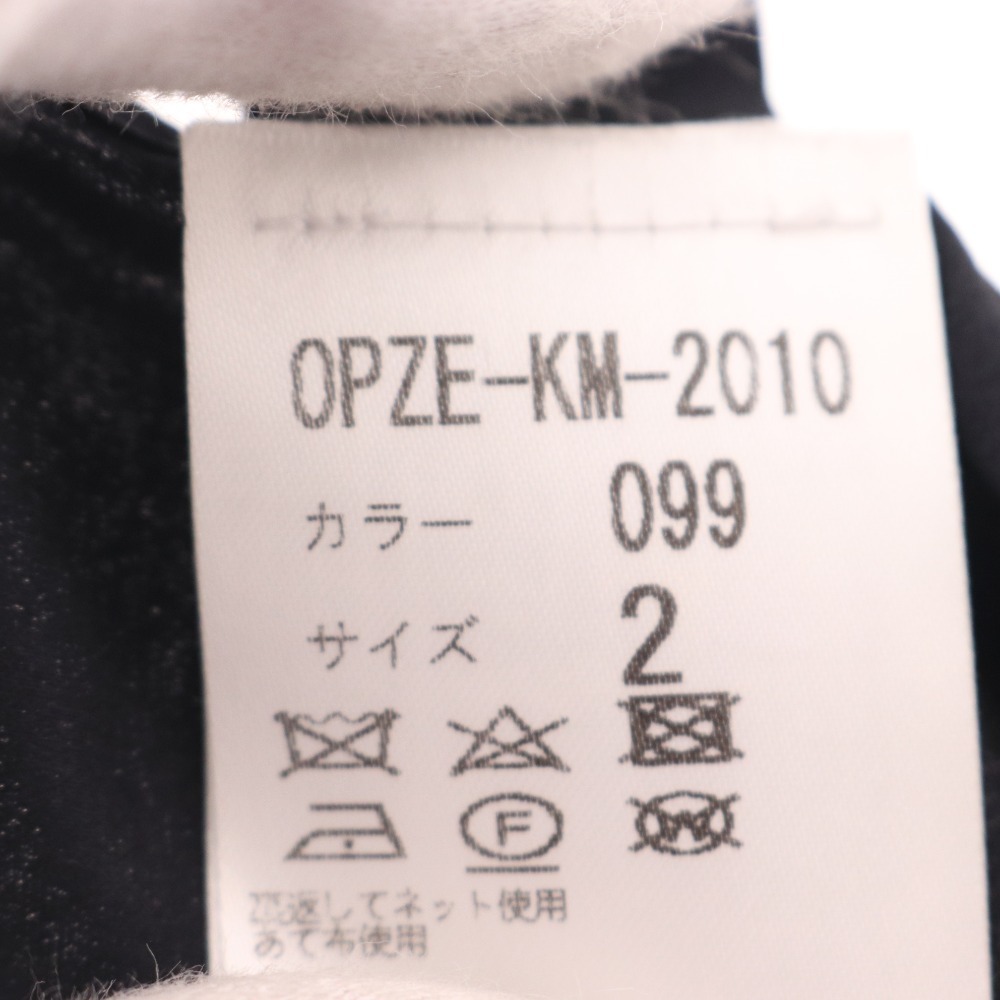 OPZE-KM-2010
カラー 099
サイズ 2
F
W
返してネット使用
あて布使用